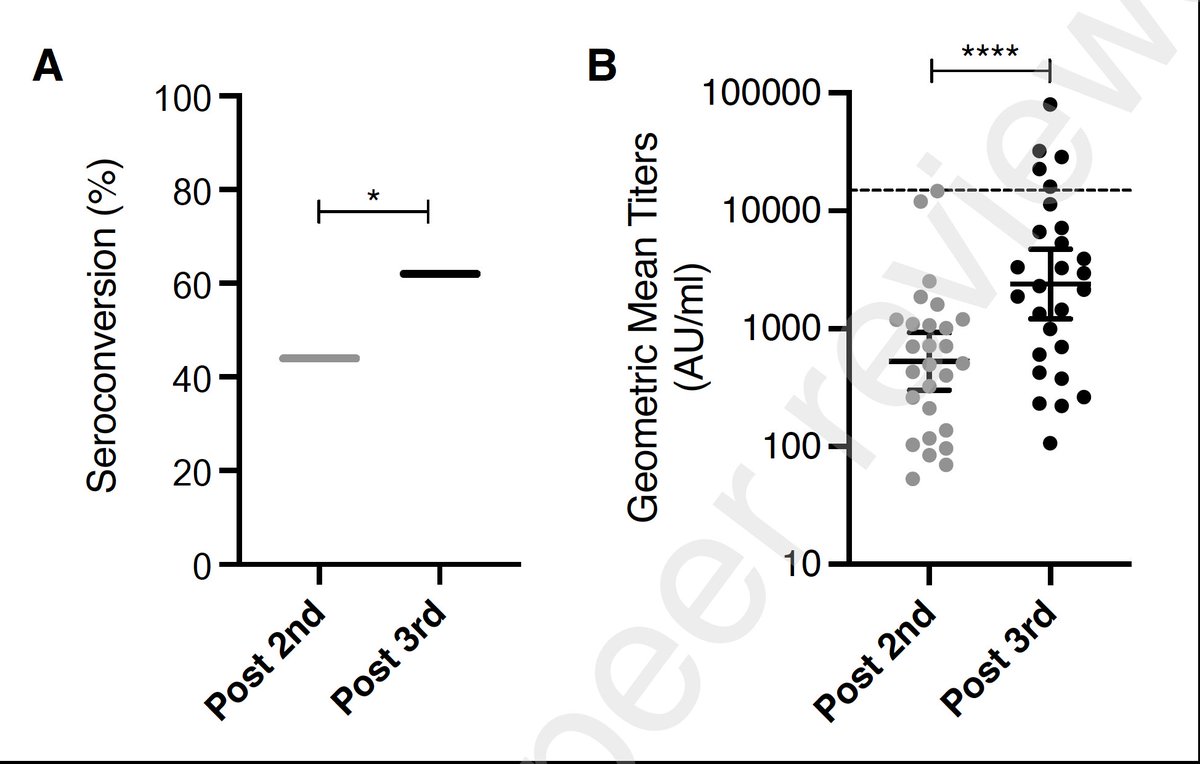 A
Seroconversion (%)
100
80
60
40
20
0
*
Post 2nd
Post 3rd
B
Geometric Mean Titers
(AU/ml)
100000
10000
1000
100
10
****
Post 2nd
Post 3rd
peer review